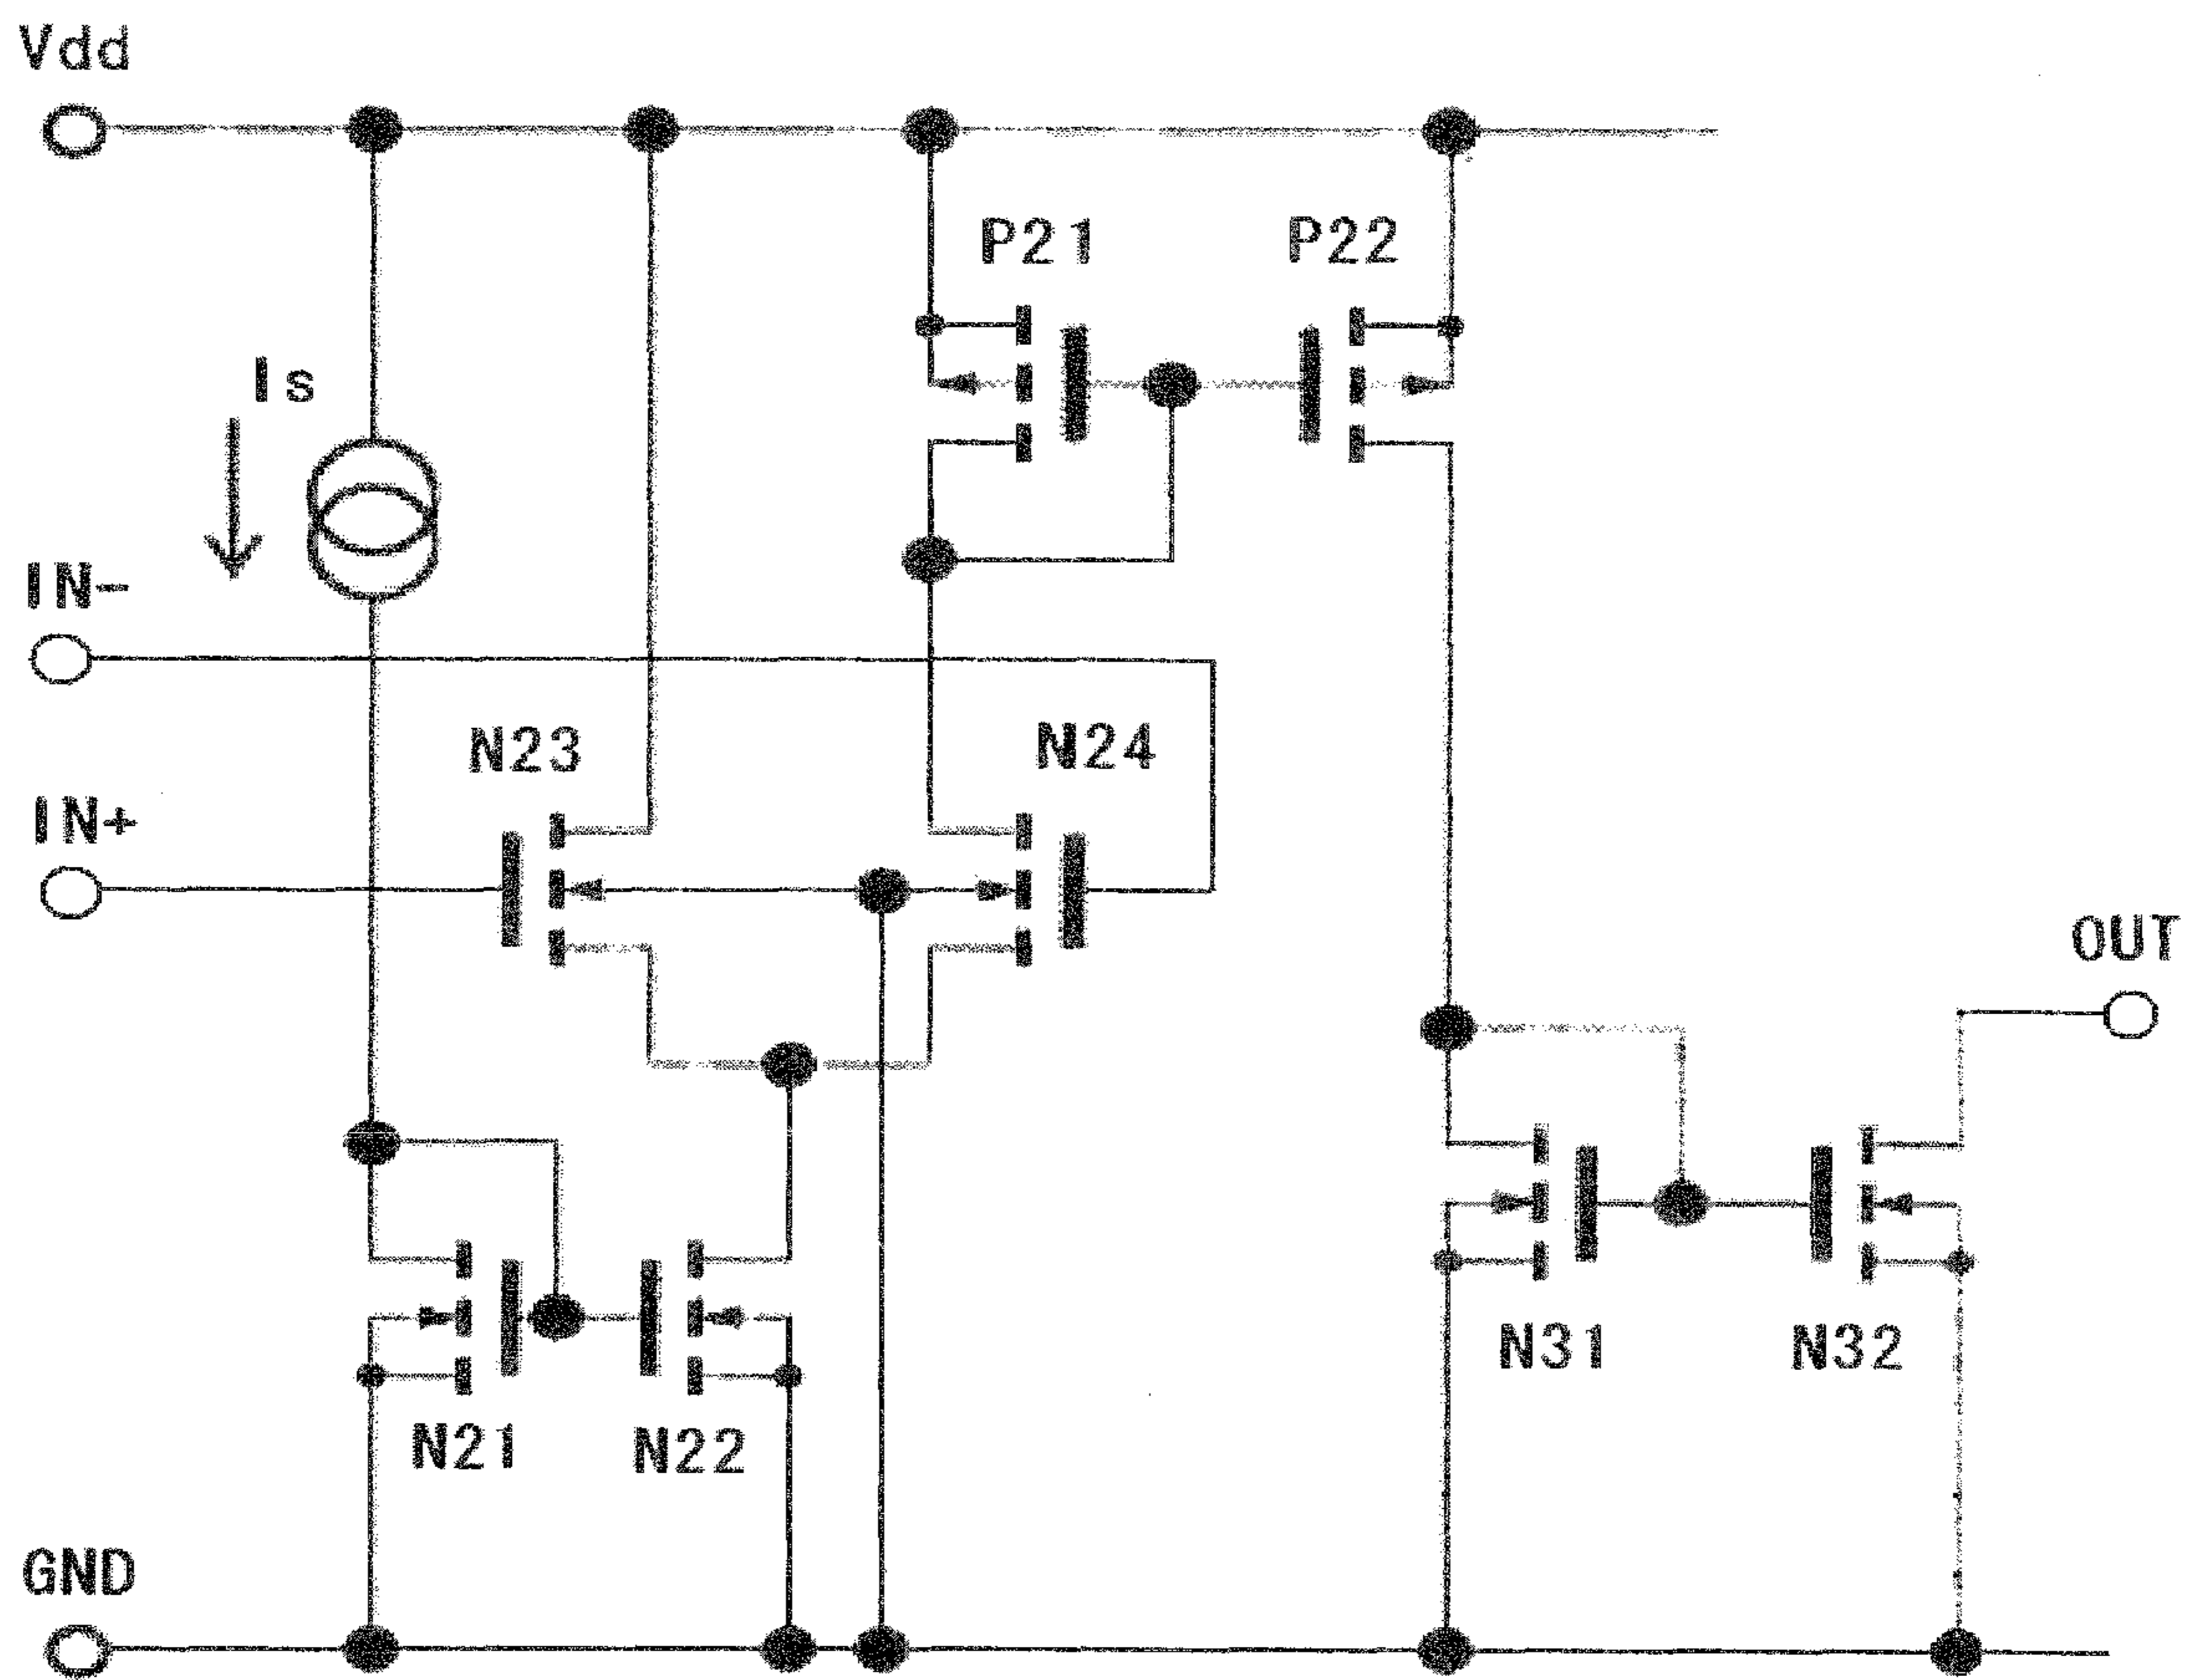 Vdd
P21
P22
Is
IN-
N23
N24
IN+
OUT
N31
N32
N21
N22
GND